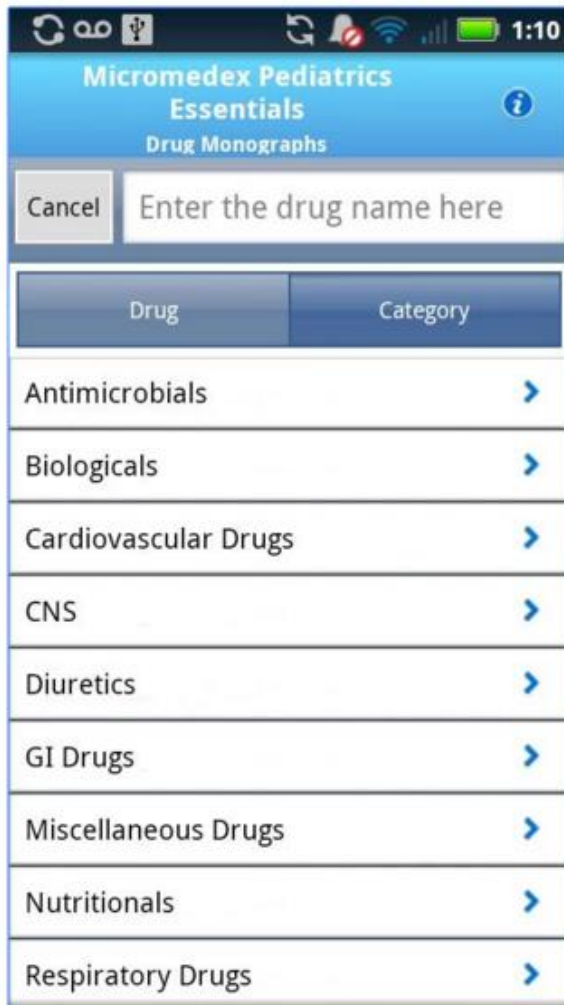 1:10
Micromedex Pediatrics
Essentials
Drug Monographs
Cancel
Enter the drug name here
Drug
Category
Antimicrobials
Biologicals
Cardiovascular Drugs
CNS
Diuretics
GI Drugs
Miscellaneous Drugs
Nutritionals
Respiratory Drugs